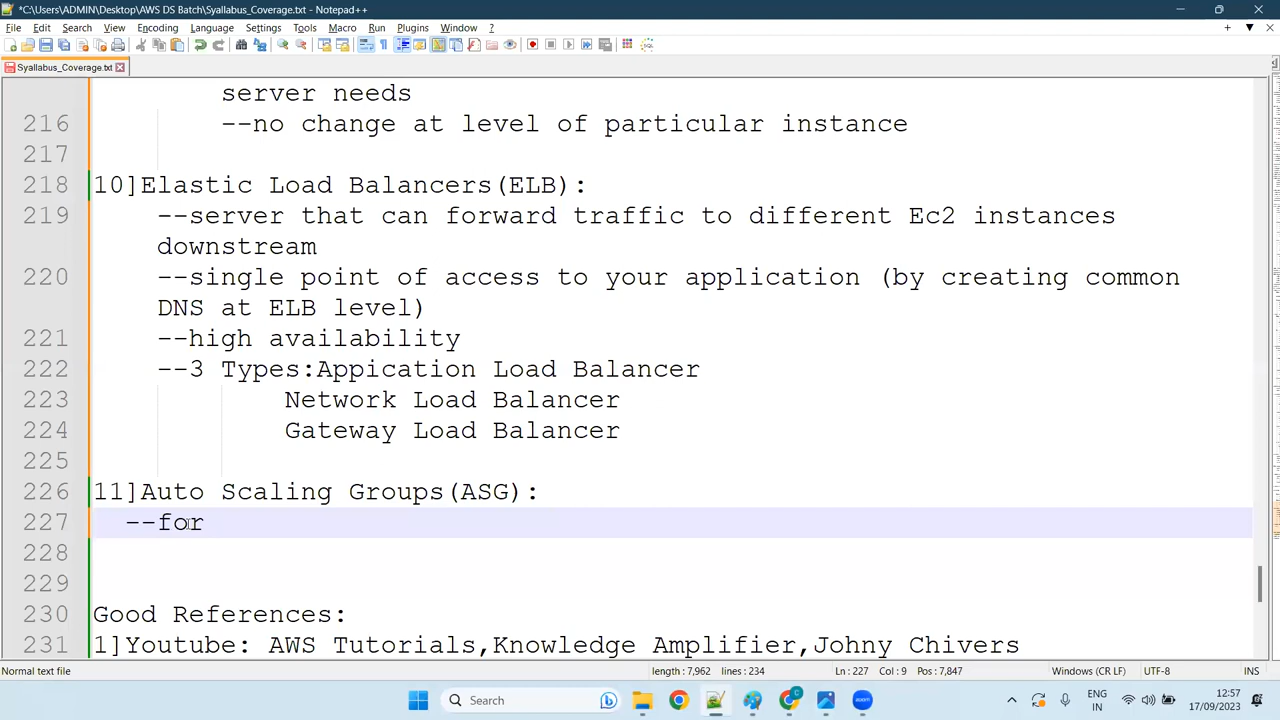 *C:\Users\ADMIN\Desktop\AWS DS Batch\Syallabus_Coverage.txt - Notepad++
File Edit Search View Encoding Language Settings Tools Macro Run Plugins Window ?
Syallabus_Coverage.txt
server needs
216 --no change at level of particular instance
217
218 10]Elastic Load Balancers(ELB):
219 --server that can forward traffic to different Ec2 instances
downstream
220 --single point of access to your application (by creating common
DNS at ELB level)
221 --high availability
222 --3 Types:Appication Load Balancer
223 Network Load Balancer
224 Gateway Load Balancer
225
226 11]Auto Scaling Groups(ASG):
227 --for
228
229
230 Good References:
231 1]Youtube: AWS Tutorials,Knowledge Amplifier,Johny Chivers
Normal text file length : 7,962 lines : 234 Ln : 227 Col : 9 Pos : 7,847 Windows (CR LF) UTF-8 INS
Search ENG IN 12:57 17/09/2023